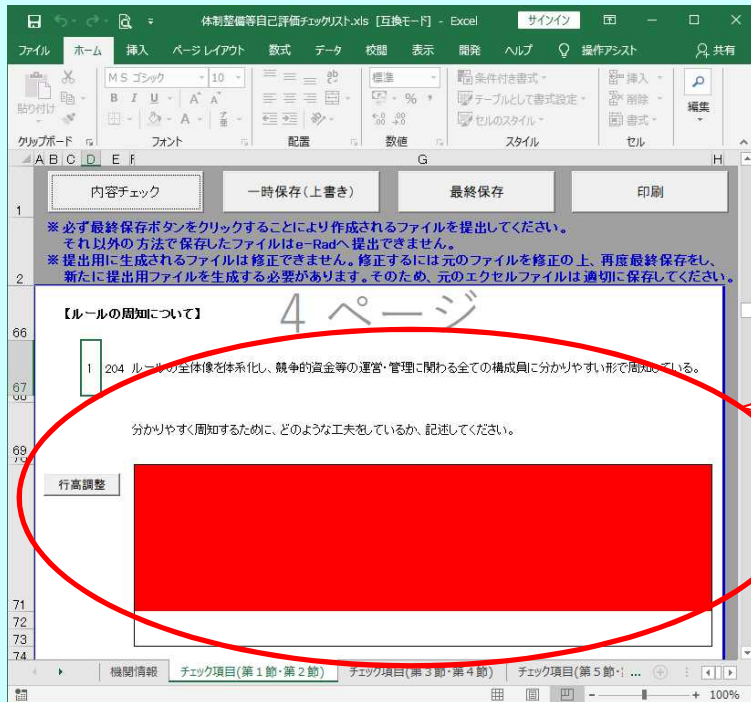 体制整備等自己評価チェックリスト.xls [互換モード] - Excel
サインイン
ファイル ホーム 挿入 ページ レイアウト 数式 データ 校閲 表示 開発 ヘルプ 操作アシスト 共有
貼り付け
ＭＳ ゴシック 10
B I U A A
標準
% ,
条件付き書式
テーブルとして書式設定
セルのスタイル
挿入
削除
書式
編集
クリップボード フォント 配置 数値 スタイル セル
A B C D E F G H
1
内容チェック 一時保存(上書き) 最終保存 印刷
※必ず最終保存ボタンをクリックすることにより作成されるファイルを提出してください。
それ以外の方法で保存したファイルはe-Radへ提出できません。
※提出用に生成されるファイルは修正できません。修正するには元のファイルを修正の上、再度最終保存をし、
2 新たに提出用ファイルを生成する必要があります。そのため、元のエクセルファイルは適切に保存してください。
4 ページ
【ルールの周知について】
66
1 204 ルールの全体像を体系化し、競争的資金等の運営・管理に関わる全ての構成員に分かりやすい形で周知している。
67
分かりやすく周知するために、どのような工夫をしているか、記述してください。
69
行高調整
71
72
73
74
機関情報 チェック項目(第１節・第２節) チェック項目(第３節・第４節) チェック項目(第５節・ ...
100%